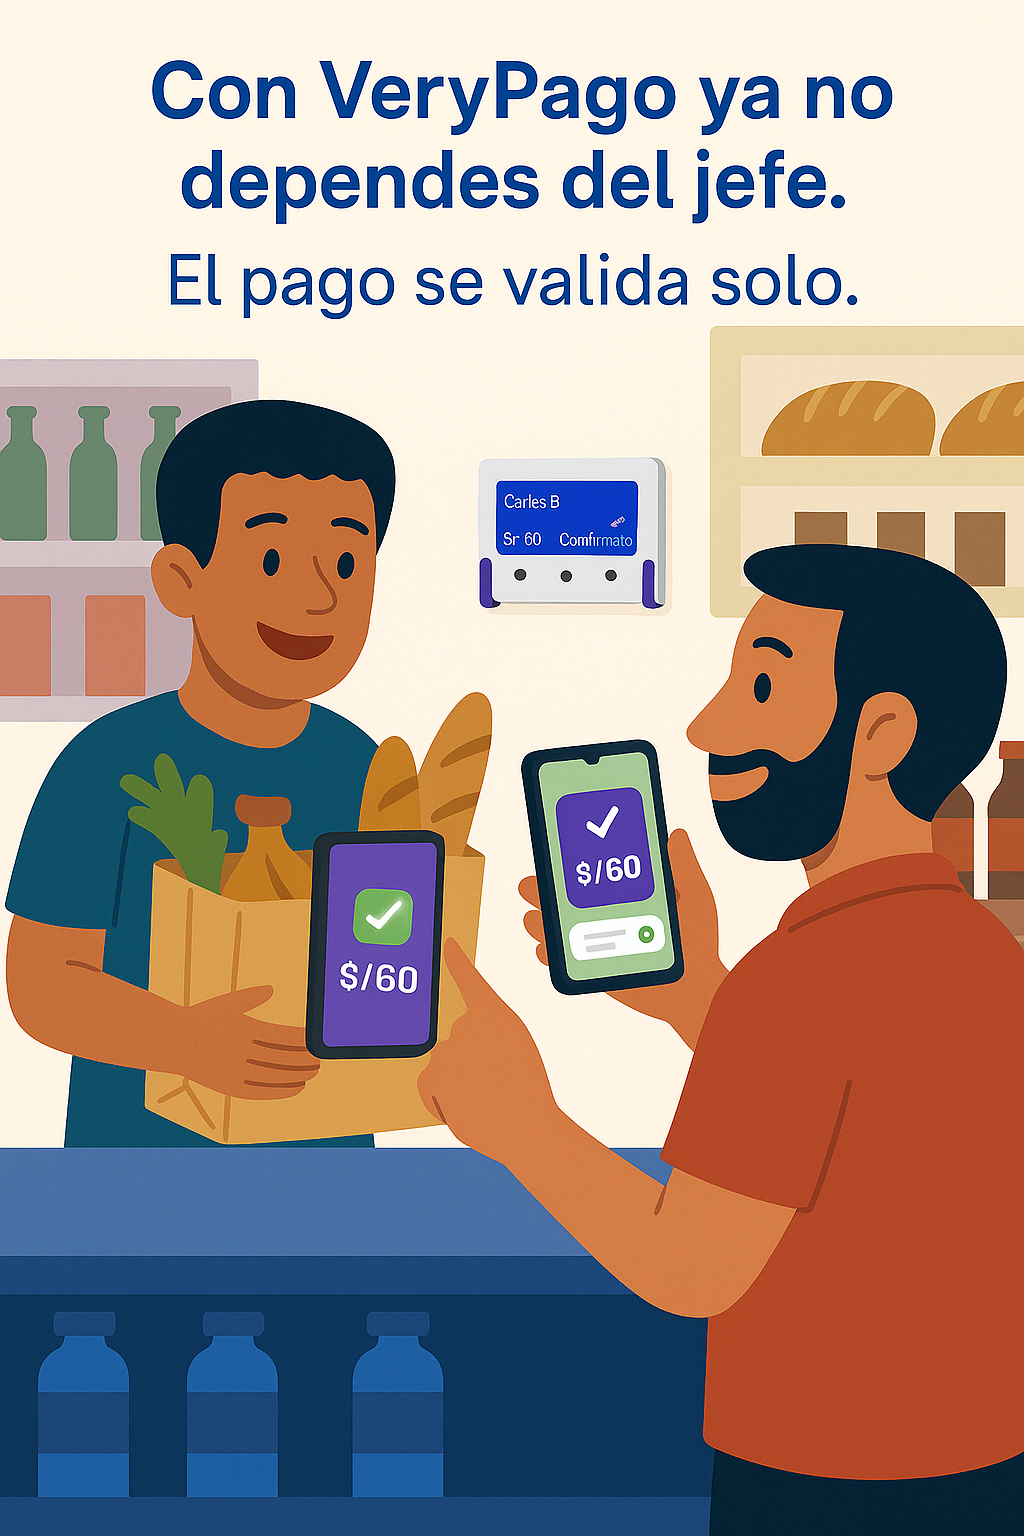 Con VeryPago ya no
dependes del jefe.
El pago se valida solo.
Carles B
Sr 60 Comfirmato
$/60
$/60